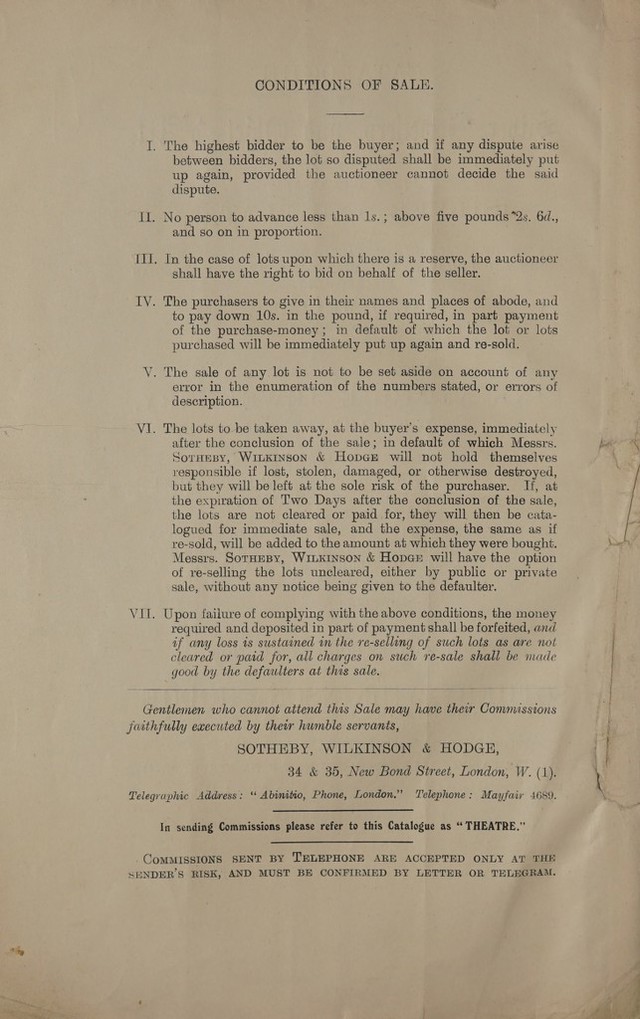 CONDITIONS OF SALE.
I. The highest bidder to be the buyer; and if any dispute arise
between bidders, the lot so disputed shall be immediately put
up again, provided the auctioneer cannot decide the said
dispute.
II. No person to advance less than 1s.; above five pounds 2s. 6d.,
and so on in proportion.
III. In the case of lots upon which there is a reserve, the auctioneer
shall have the right to bid on behalf of the seller.
IV. The purchasers to give in their names and places of abode, and
to pay down 10s. in the pound, if required, in part payment
of the purchase-money; in default of which the lot or lots
purchased will be immediately put up again and re-sold.
V. The sale of any lot is not to be set aside on account of any
error in the enumeration of the numbers stated, or errors of
description.
VI. The lots to be taken away, at the buyer's expense, immediately
after the conclusion of the sale; in default of which Messrs.
SOTHEBY, WILKINSON & HODGE will not hold themselves
responsible if lost, stolen, damaged, or otherwise destroyed,
but they will be left at the sole risk of the purchaser. If, at
the expiration of Two Days after the conclusion of the sale,
the lots are not cleared or paid for, they will then be cata-
logued for immediate sale, and the expense, the same as if
re-sold, will be added to the amount at which they were bought.
Messrs. SOTHEBY, WILKINSON & HODGE will have the option
of re-selling the lots uncleared, either by public or private
sale, without any notice being given to the defaulter.
VII. Upon failure of complying with the above conditions, the money
required and deposited in part of payment shall be forfeited, and
if any loss is sustained in the re-selling of such lots as are not
cleared or paid for, all charges on such re-sale shall be made
good by the defaulters at this sale.
Gentlemen who cannot attend this Sale may have their Commissions
faithfully executed by their humble servants,
SOTHEBY, WILKINSON & HODGE,
34 & 35, New Bond Street, London, W. (1).
Telegraphic Address: "Abinitio, Phone, London." Telephone: Mayfair 4689.
In sending Commissions please refer to this Catalogue as "THEATRE."
COMMISSIONS SENT BY TELEPHONE ARE ACCEPTED ONLY AT THE
SENDER'S RISK, AND MUST BE CONFIRMED BY LETTER OR TELEGRAM.